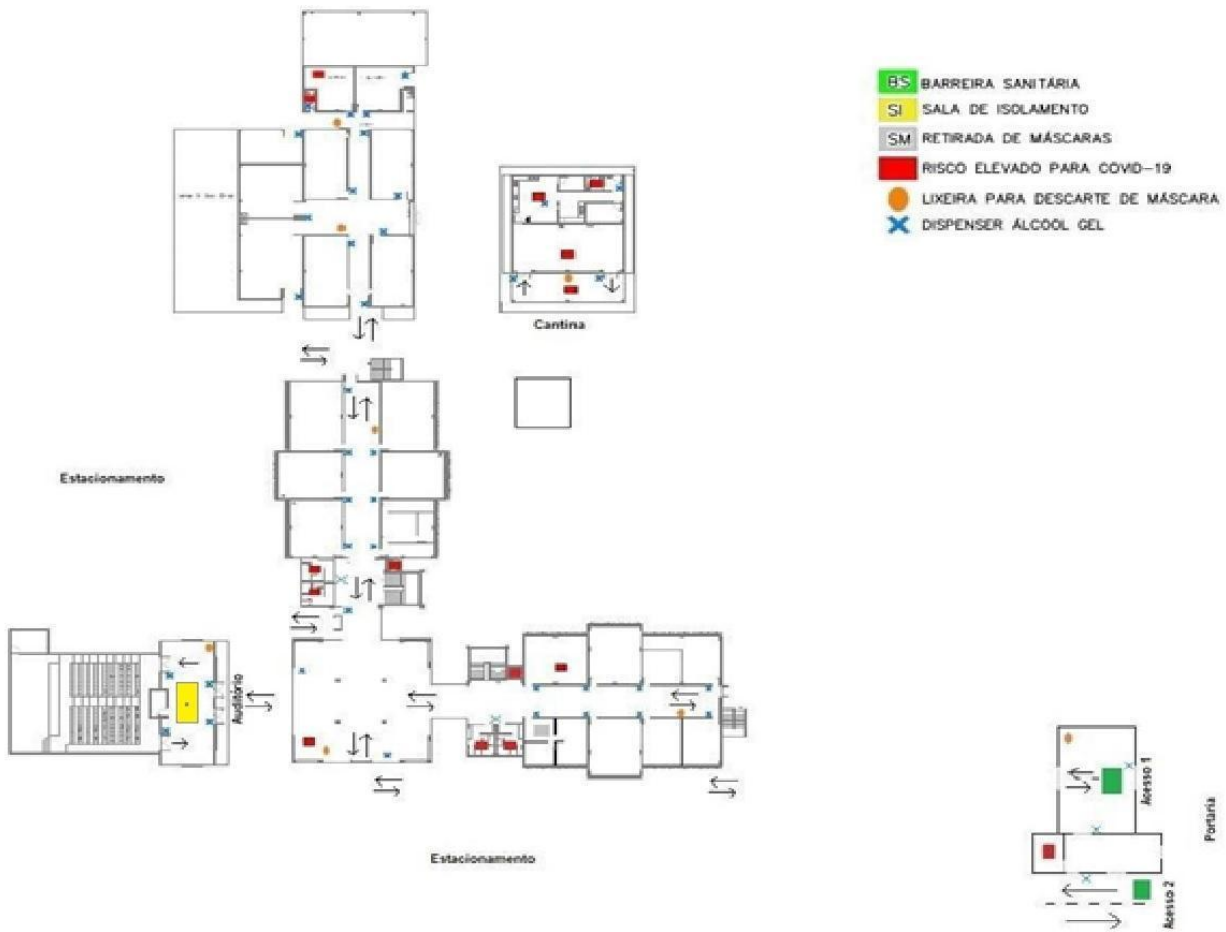 BS BARREIRA SANITÁRIA
SI SALA DE ISOLAMENTO
SM RETIRADA DE MÁSCARAS
RISCO ELEVADO PARA COVID-19
LIXEIRA PARA DESCARTE DE MÁSCARA
DISPENSER ÁLCOOL GEL
Cantina
Estacionamento
Auditório
Estacionamento
Acesso 1
Portaria
Acesso 2